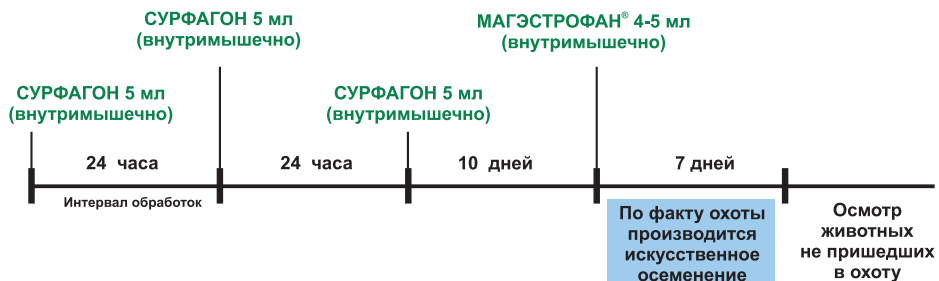 СУРФАГОН 5 мл
(внутримышечно)
МАГЭСТРОФАН® 4-5 мл
(внутримышечно)
СУРФАГОН 5 мл
(внутримышечно)
СУРФАГОН 5 мл
(внутримышечно)
24 часа
24 часа
10 дней
7 дней
Интервал обработок
По факту охоты
производится
искусственное
осеменение
Осмотр
животных
не пришедших
в охоту